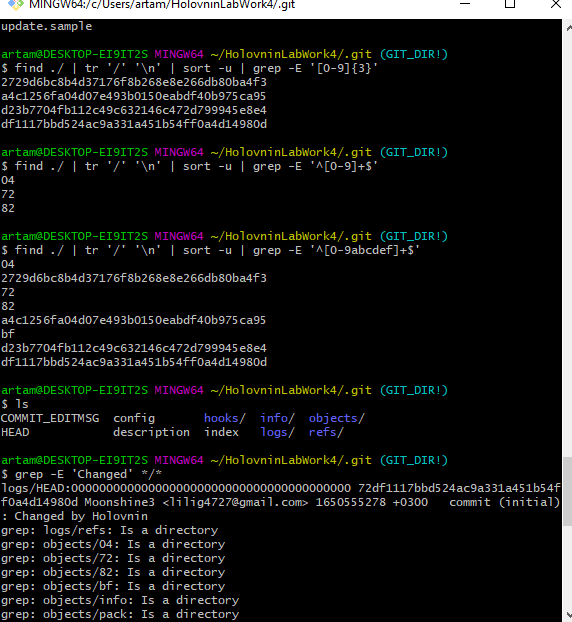 MINGW64:/c/Users/artam/HolovninLabWork4/.git
update.sample
artam@DESKTOP-EI9IT2S MINGW64 ~/HolovninLabWork4/.git (GIT_DIR!)
$ find ./ | tr '/' '\n' | sort -u | grep -E '[0-9]{3}'
2729d6bc8b4d37176f8b268e8e266db80ba4f3
a4c1256fa04d07e493b0150eabdf40b975ca95
d23b7704fb112c49c632146c472d799945e8e4
df1117bbd524ac9a331a451b54ff0a4d14980d
artam@DESKTOP-EI9IT2S MINGW64 ~/HolovninLabWork4/.git (GIT_DIR!)
$ find ./ | tr '/' '\n' | sort -u | grep -E '^[0-9]+$'
04
72
82
artam@DESKTOP-EI9IT2S MINGW64 ~/HolovninLabWork4/.git (GIT_DIR!)
$ find ./ | tr '/' '\n' | sort -u | grep -E '^[0-9abcdef]+$'
04
2729d6bc8b4d37176f8b268e8e266db80ba4f3
72
82
a4c1256fa04d07e493b0150eabdf40b975ca95
bf
d23b7704fb112c49c632146c472d799945e8e4
df1117bbd524ac9a331a451b54ff0a4d14980d
artam@DESKTOP-EI9IT2S MINGW64 ~/HolovninLabWork4/.git (GIT_DIR!)
$ ls
COMMIT_EDITMSG config hooks/ info/ objects/
HEAD description index logs/ refs/
artam@DESKTOP-EI9IT2S MINGW64 ~/HolovninLabWork4/.git (GIT_DIR!)
$ grep -E 'Changed' */*
logs/HEAD:0000000000000000000000000000000000000000 72df1117bbd524ac9a331a451b54f
f0a4d14980d Moonshine3 <lilig4727@gmail.com> 1650555278 +0300 commit (initial)
: Changed by Holovnin
grep: logs/refs: Is a directory
grep: objects/04: Is a directory
grep: objects/72: Is a directory
grep: objects/82: Is a directory
grep: objects/bf: Is a directory
grep: objects/info: Is a directory
grep: objects/pack: Is a directory